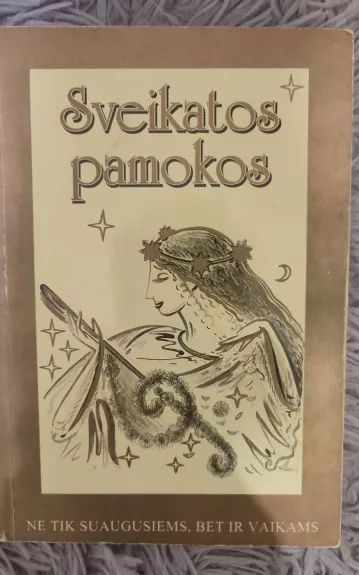 Sveikatos
pamokos
NE TIK SUAUGUSIEMS, BET IR VAIKAMS